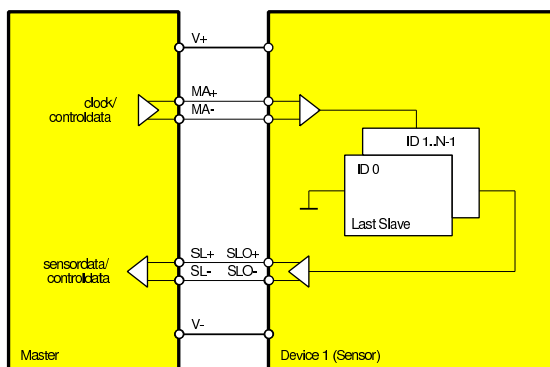 V+
clock/
controldata
MA+
MA-
ID 1..N-1
ID 0
Last Slave
sensordata/
controldata
SL+ SLO+
SL- SLO-
V-
Master
Device 1 (Sensor)